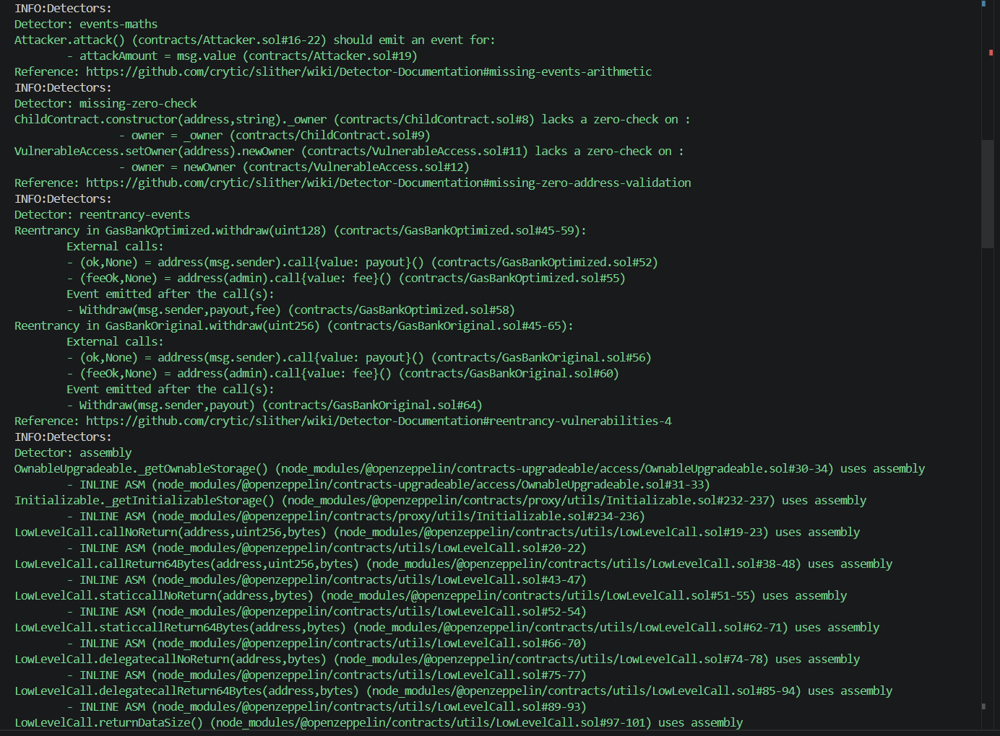 INFO:Detectors:
Detector: events-maths
Attacker.attack() (contracts/Attacker.sol#16-22) should emit an event for:
        - attackAmount = msg.value (contracts/Attacker.sol#19)
Reference: https://github.com/crytic/slither/wiki/Detector-Documentation#missing-events-arithmetic
INFO:Detectors:
Detector: missing-zero-check
ChildContract.constructor(address,string)._owner (contracts/ChildContract.sol#8) lacks a zero-check on :
                - owner = _owner (contracts/ChildContract.sol#9)
VulnerableAccess.setOwner(address).newOwner (contracts/VulnerableAccess.sol#11) lacks a zero-check on :
                - owner = newOwner (contracts/VulnerableAccess.sol#12)
Reference: https://github.com/crytic/slither/wiki/Detector-Documentation#missing-zero-address-validation
INFO:Detectors:
Detector: reentrancy-events
Reentrancy in GasBankOptimized.withdraw(uint128) (contracts/GasBankOptimized.sol#45-59):
        External calls:
        - (ok,None) = address(msg.sender).call{value: payout}() (contracts/GasBankOptimized.sol#52)
        - (feeOk,None) = address(admin).call{value: fee}() (contracts/GasBankOptimized.sol#55)
        Event emitted after the call(s):
        - Withdraw(msg.sender,payout,fee) (contracts/GasBankOptimized.sol#58)
Reentrancy in GasBankOriginal.withdraw(uint256) (contracts/GasBankOriginal.sol#45-65):
        External calls:
        - (ok,None) = address(msg.sender).call{value: payout}() (contracts/GasBankOriginal.sol#56)
        - (feeOk,None) = address(admin).call{value: fee}() (contracts/GasBankOriginal.sol#60)
        Event emitted after the call(s):
        - Withdraw(msg.sender,payout) (contracts/GasBankOriginal.sol#64)
Reference: https://github.com/crytic/slither/wiki/Detector-Documentation#reentrancy-vulnerabilities-4
INFO:Detectors:
Detector: assembly
OwnableUpgradeable._getOwnableStorage() (node_modules/@openzeppelin/contracts-upgradeable/access/OwnableUpgradeable.sol#30-34) uses assembly
        - INLINE ASM (node_modules/@openzeppelin/contracts-upgradeable/access/OwnableUpgradeable.sol#31-33)
Initializable._getInitializableStorage() (node_modules/@openzeppelin/contracts/proxy/utils/Initializable.sol#232-237) uses assembly
        - INLINE ASM (node_modules/@openzeppelin/contracts/proxy/utils/Initializable.sol#234-236)
LowLevelCall.callNoReturn(address,uint256,bytes) (node_modules/@openzeppelin/contracts/utils/LowLevelCall.sol#19-23) uses assembly
        - INLINE ASM (node_modules/@openzeppelin/contracts/utils/LowLevelCall.sol#20-22)
LowLevelCall.callReturn64Bytes(address,uint256,bytes) (node_modules/@openzeppelin/contracts/utils/LowLevelCall.sol#38-48) uses assembly
        - INLINE ASM (node_modules/@openzeppelin/contracts/utils/LowLevelCall.sol#43-47)
LowLevelCall.staticcallNoReturn(address,bytes) (node_modules/@openzeppelin/contracts/utils/LowLevelCall.sol#51-55) uses assembly
        - INLINE ASM (node_modules/@openzeppelin/contracts/utils/LowLevelCall.sol#52-54)
LowLevelCall.staticcallReturn64Bytes(address,bytes) (node_modules/@openzeppelin/contracts/utils/LowLevelCall.sol#62-71) uses assembly
        - INLINE ASM (node_modules/@openzeppelin/contracts/utils/LowLevelCall.sol#66-70)
LowLevelCall.delegatecallNoReturn(address,bytes) (node_modules/@openzeppelin/contracts/utils/LowLevelCall.sol#74-78) uses assembly
        - INLINE ASM (node_modules/@openzeppelin/contracts/utils/LowLevelCall.sol#75-77)
LowLevelCall.delegatecallReturn64Bytes(address,bytes) (node_modules/@openzeppelin/contracts/utils/LowLevelCall.sol#85-94) uses assembly
        - INLINE ASM (node_modules/@openzeppelin/contracts/utils/LowLevelCall.sol#89-93)
LowLevelCall.returnDataSize() (node_modules/@openzeppelin/contracts/utils/LowLevelCall.sol#97-101) uses assembly